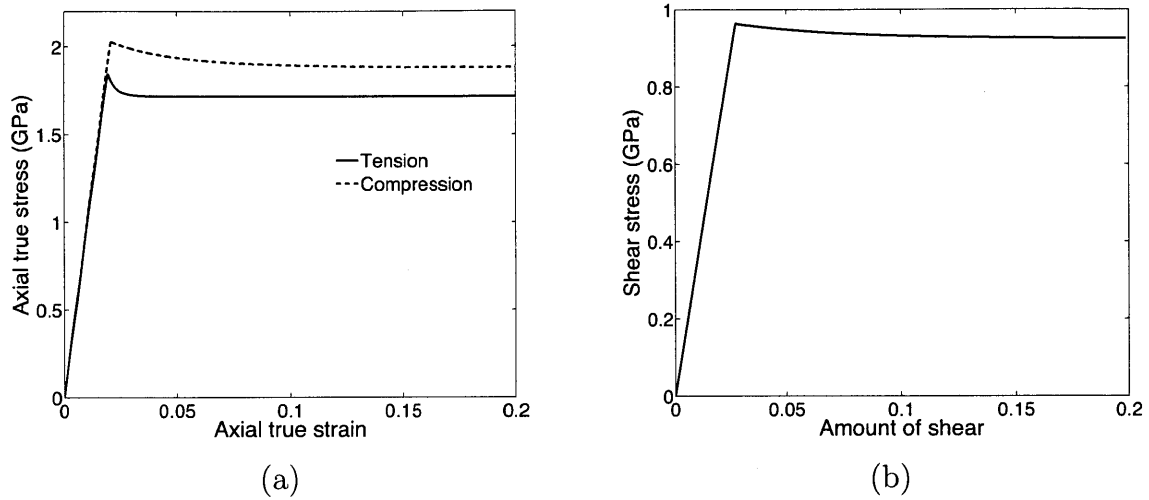 2
1.5
1
0.5
0
0
0.05
0.1
0.15
0.2
Axial true stress (GPa)
Axial true strain
Tension
Compression
(a)
1
0.8
0.6
0.4
0.2
0
0
0.05
0.1
0.15
0.2
Shear stress (GPa)
Amount of shear
(b)